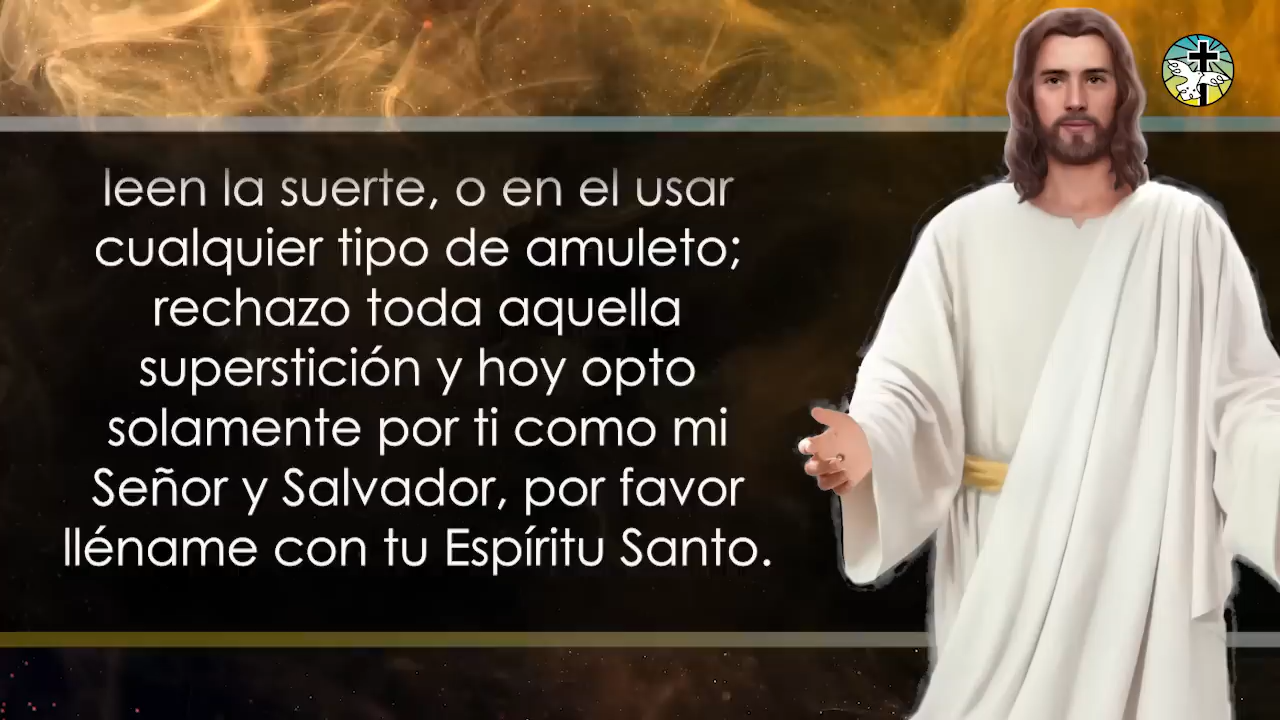 leen la suerte, o en el usar
cualquier tipo de amuleto;
rechazo toda aquella
superstición y hoy opto
solamente por ti como mi
Señor y Salvador, por favor
lléname con tu Espíritu Santo.